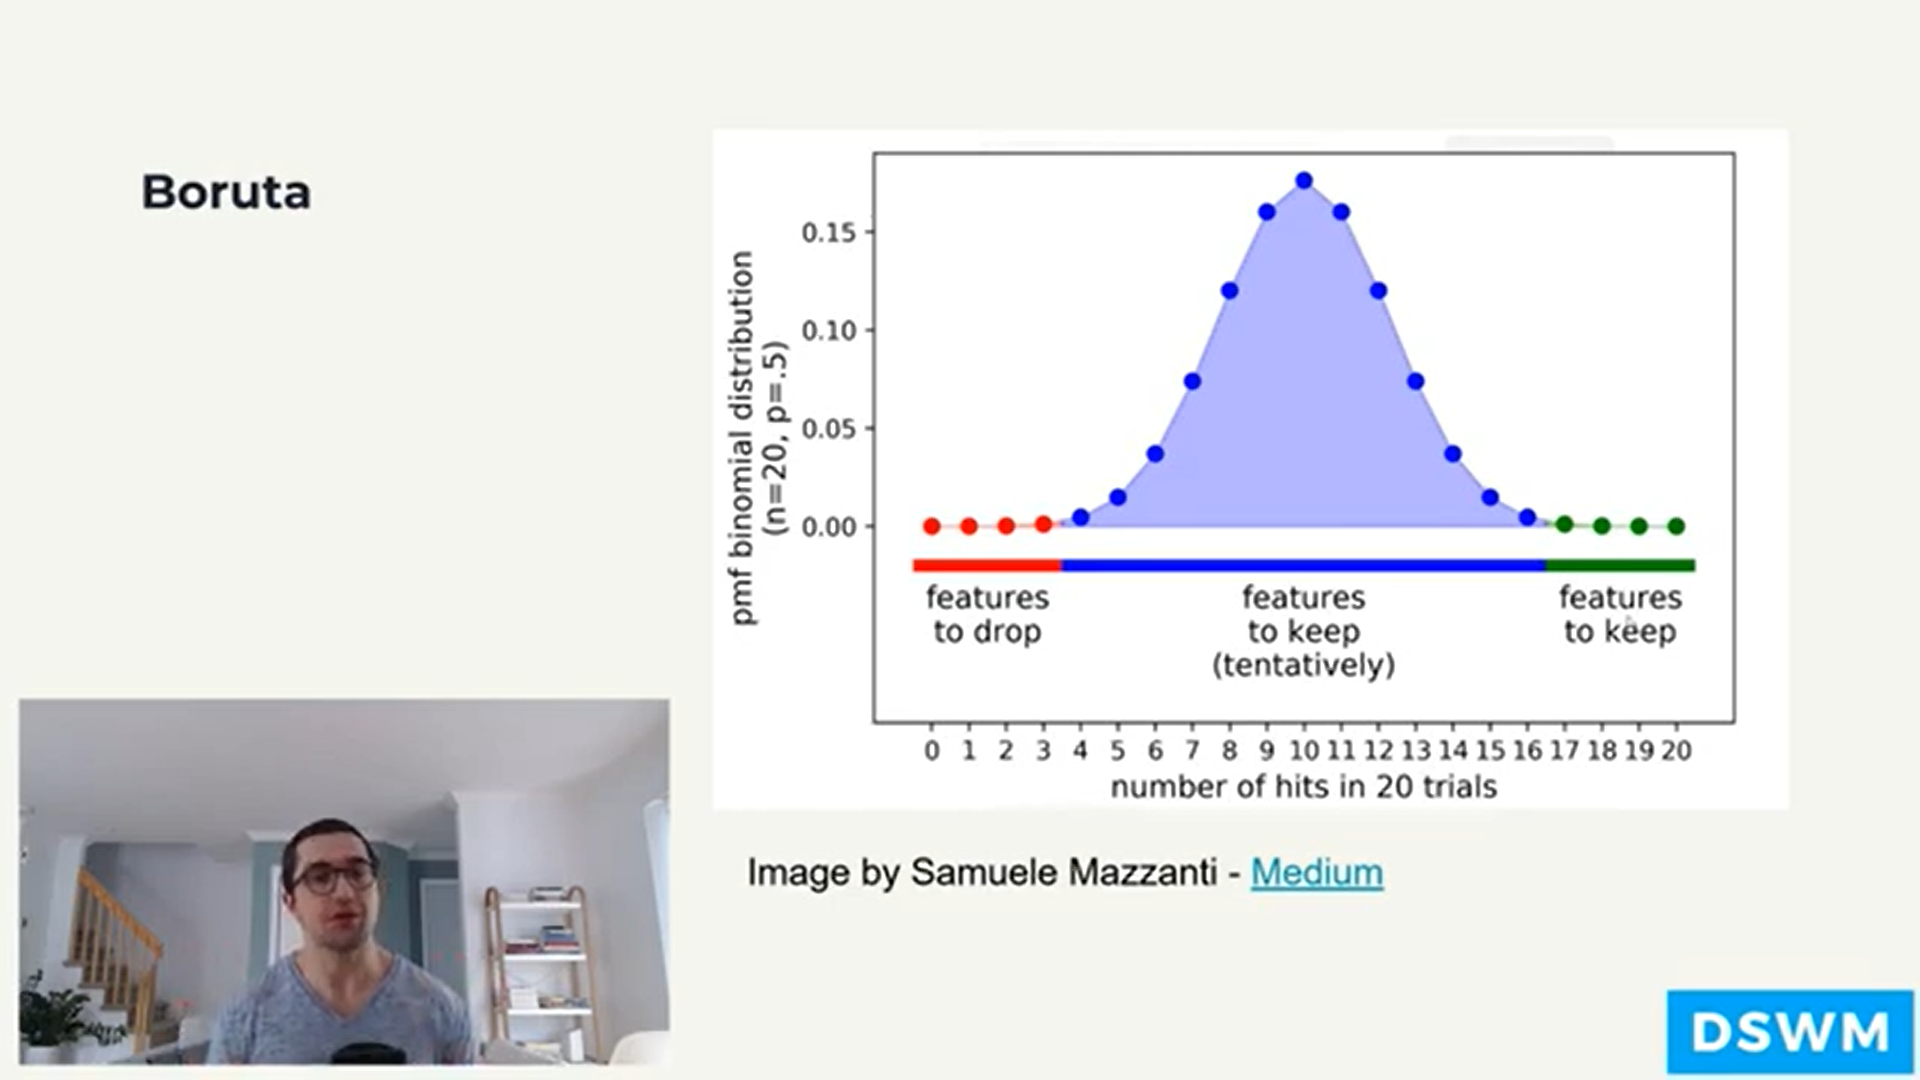 Boruta
pmf binomial distribution
(n=20, p=.5)
0.15
0.10
0.05
0.00
features
to drop
features
to keep
(tentatively)
features
to keep
0 1 2 3 4 5 6 7 8 9 10 11 12 13 14 15 16 17 18 19 20
number of hits in 20 trials
Image by Samuele Mazzanti - Medium
DSWM